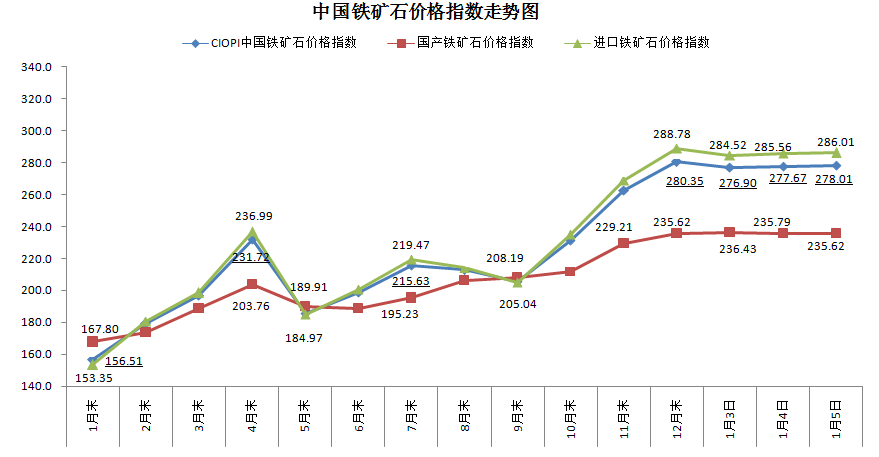 中国铁矿石价格指数走势图
CIOPI中国铁矿石价格指数 国产铁矿石价格指数 进口铁矿石价格指数
340.0
320.0
300.0
280.0
260.0
240.0
220.0
200.0
180.0
160.0
140.0
288.78 284.52 285.56 286.01
280.35 276.90 277.67 278.01
236.99 229.21 235.62 235.79
231.72 219.47 208.19 236.43 235.62
189.91 215.63
203.76 195.23 205.04
167.80 184.97
156.51
153.35
1月末 2月末 3月末 4月末 5月末 6月末 7月末 8月末 9月末 10月末 11月末 12月末 1月3日 1月4日 1月5日